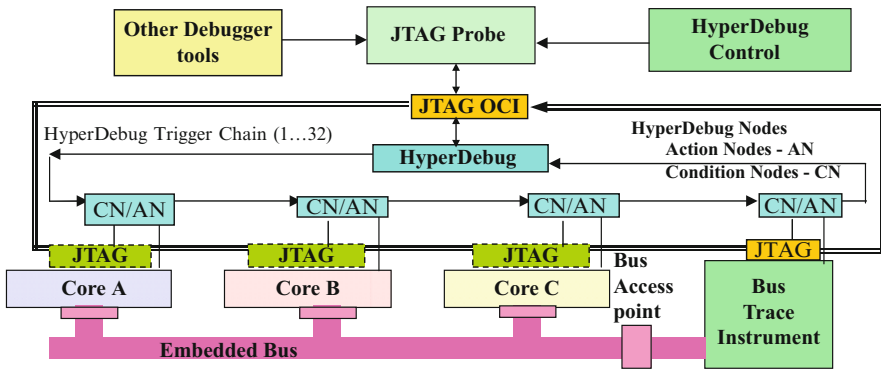 Other Debugger
tools
JTAG Probe
HyperDebug
Control
JTAG OCI
HyperDebug Trigger Chain (1…32)
HyperDebug
HyperDebug Nodes
Action Nodes - AN
Condition Nodes - CN
CN/AN
CN/AN
CN/AN
CN/AN
JTAG
JTAG
JTAG
JTAG
Core A
Core B
Core C
Bus
Access
point
Bus
Trace
Instrument
Embedded Bus